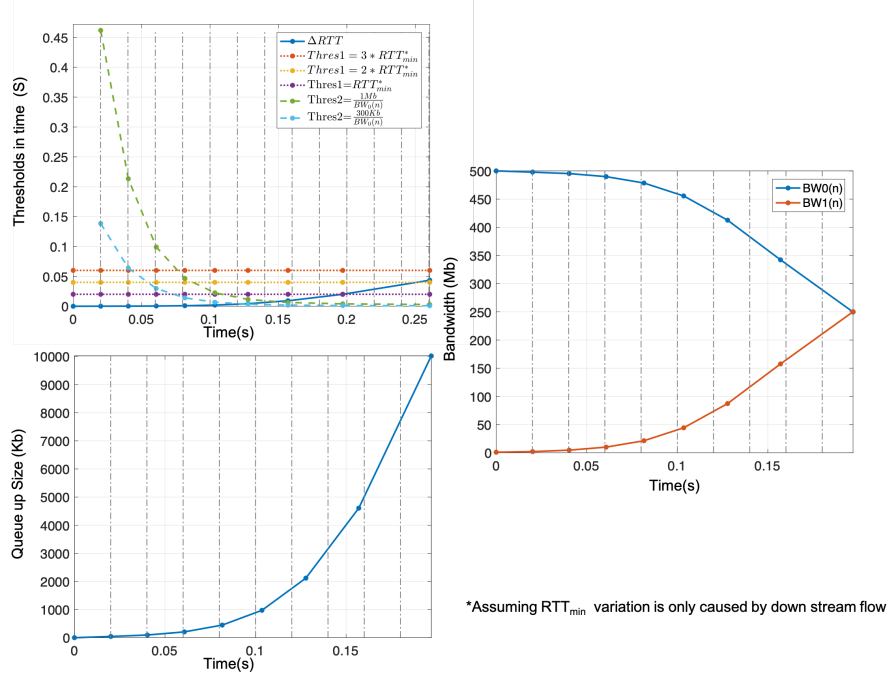 0.45
0.4
0.35
0.3
0.25
0.2
0.15
0.1
0.05
0
Thresholds in time (S)
ΔRTT
Thres1 = 3 * RTT*min
Thres1 = 2 * RTT*min
Thres1=RTT*min
Thres2=1Mb/BW0(n)
Thres2=300Kb/BW0(n)
0 0.05 0.1 0.15 0.2 0.25
Time(s)
500
450
400
350
300
250
200
150
100
50
0
Bandwidth (Mb)
BW0(n)
BW1(n)
0 0.05 0.1 0.15
Time(s)
10000
9000
8000
7000
6000
5000
4000
3000
2000
1000
0
Queue up Size (Kb)
0 0.05 0.1 0.15
Time(s)
*Assuming RTTmin variation is only caused by down stream flow